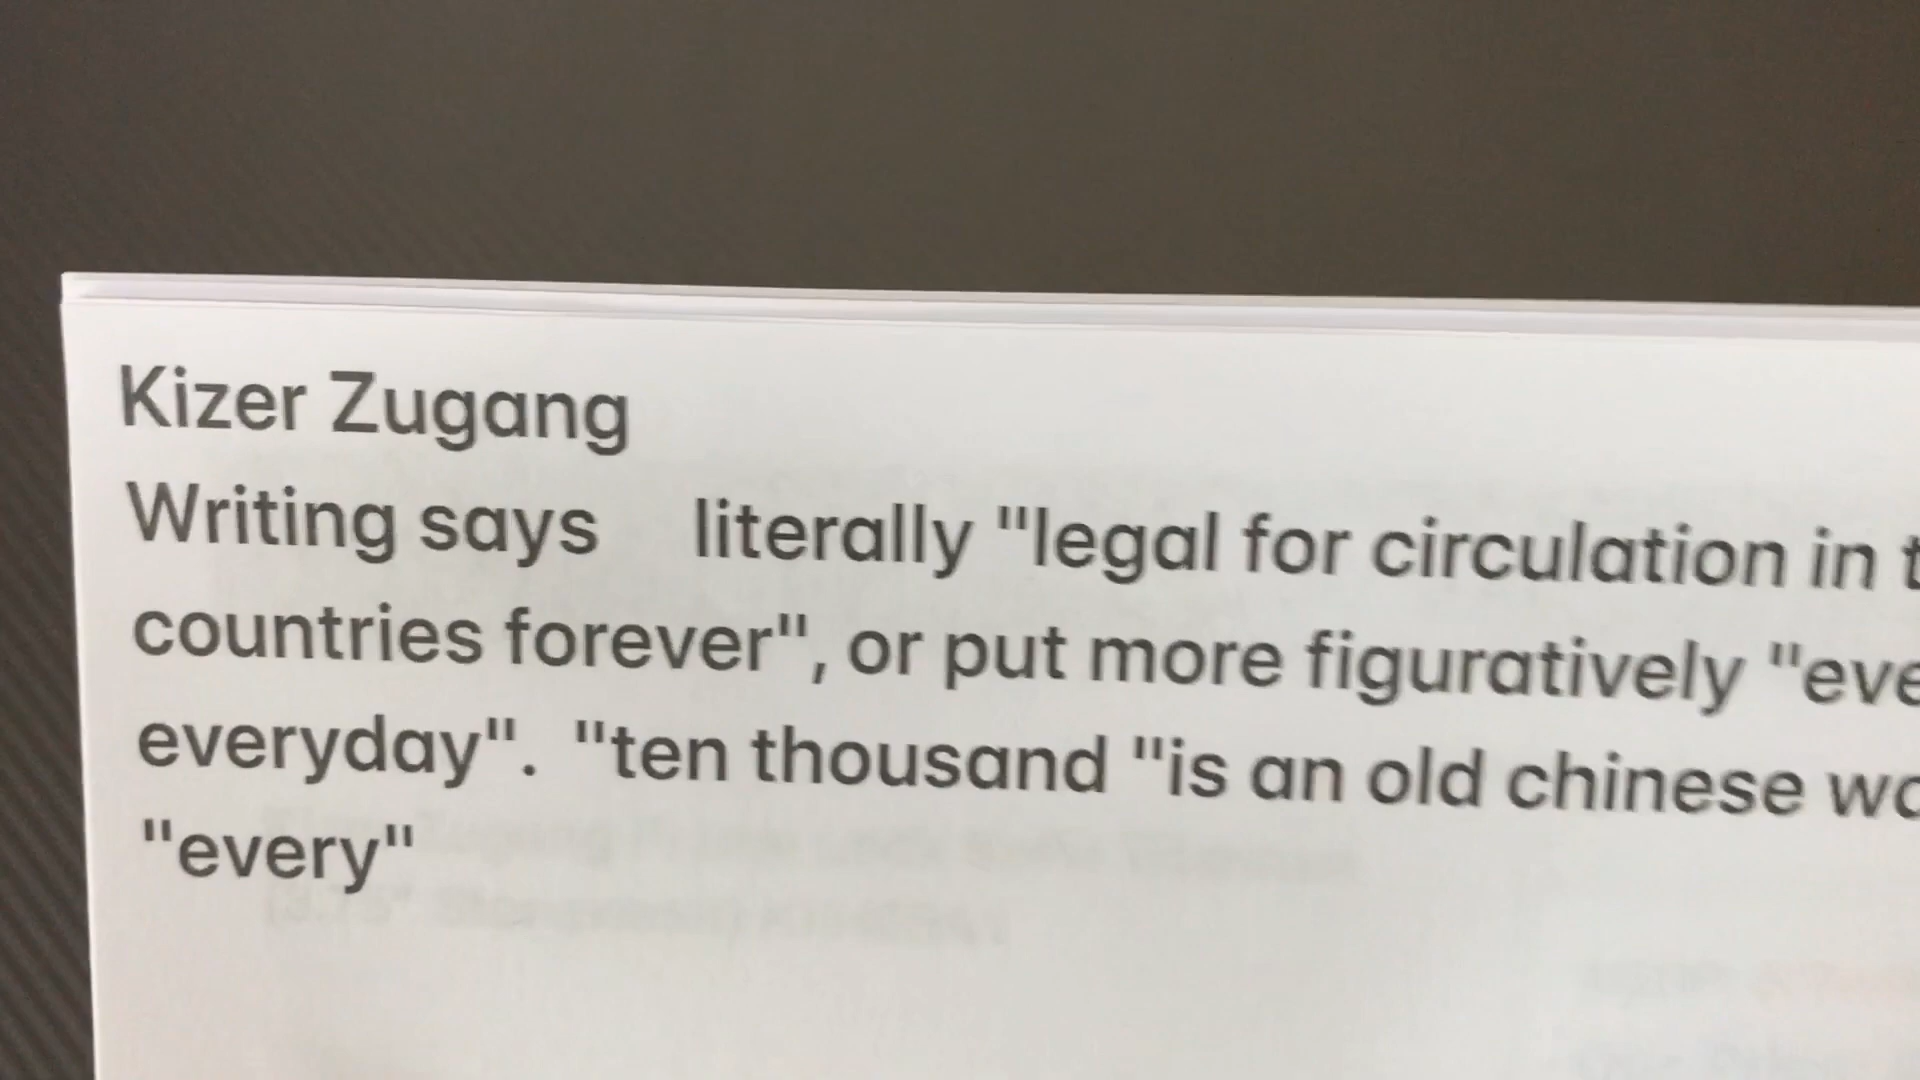 Kizer Zugang
Writing says literally "legal for circulation in
countries forever", or put more figuratively
everyday". "ten thousand "is an old chinese
"every"